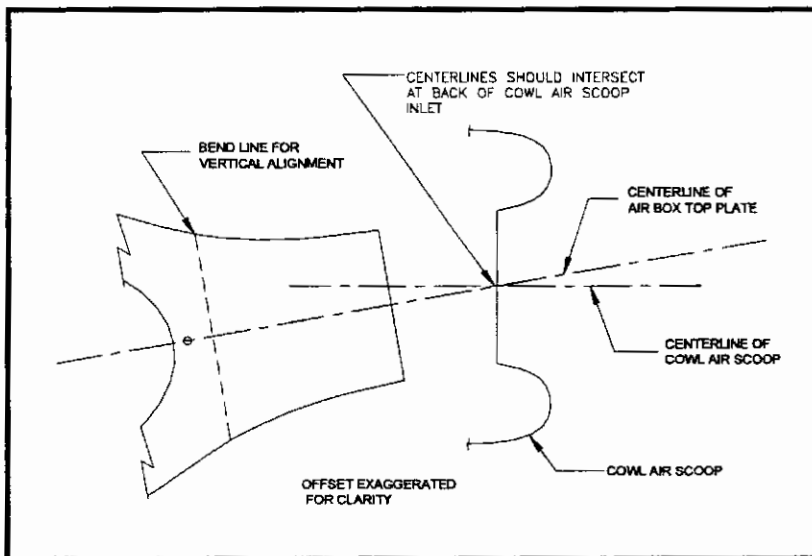 CENTERLINES SHOULD INTERSECT
AT BACK OF COWL AIR SCOOP
INLET
BEND LINE FOR
VERTICAL ALIGNMENT
CENTERLINE OF
AIR BOX TOP PLATE
CENTERLINE OF
COWL AIR SCOOP
COWL AIR SCOOP
OFFSET EXAGGERATED
FOR CLARITY